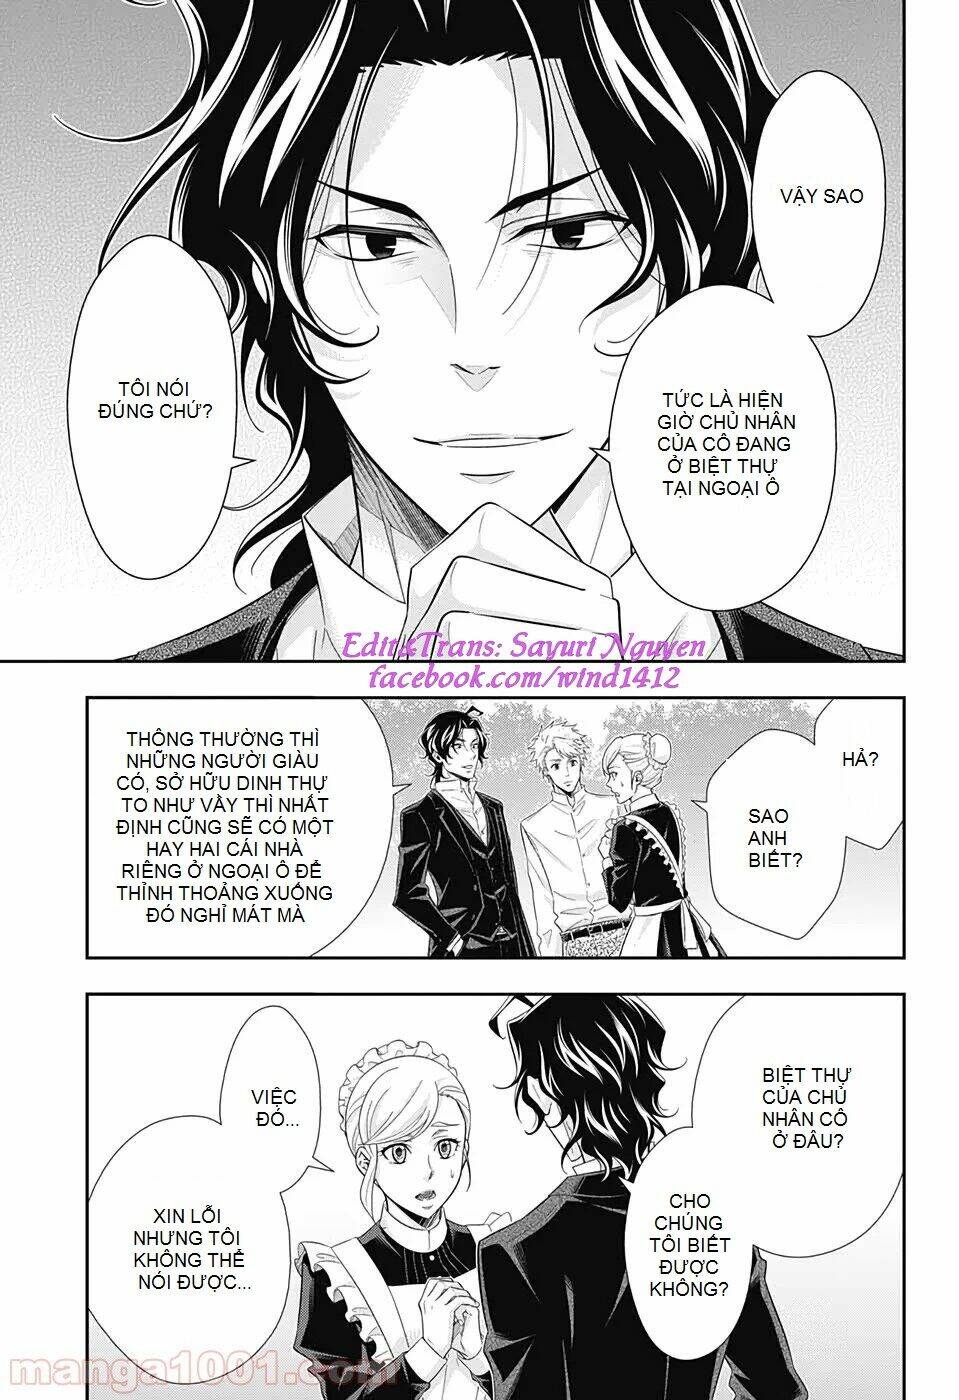 VẬY SAO
TỨC LÀ HIỆN
GIỜ CHỦ NHÂN
CỦA CÔ ĐANG
Ở BIỆT THỰ
TẠI NGOẠI Ô
TÔI NÓI
ĐÚNG CHỨ?
Edit&Trans: Sayuri Nguyen
facebook.com/wind1412
HẢ?
SAO
ANH
BIẾT?
THÔNG THƯỜNG THÌ
NHỮNG NGƯỜI GIÀU
CÓ, SỞ HỮU DINH THỰ
TO NHƯ VẦY THÌ NHẤT
ĐỊNH CŨNG SẼ CÓ MỘT
HAY HAI CÁI NHÀ
RIÊNG Ở NGOẠI Ô ĐỂ
THỈNH THOẢNG XUỐNG
ĐÓ NGHỈ MÁT MÀ
BIỆT THỰ
CỦA CHỦ
NHÂN CÔ
Ở ĐÂU?
CHO
CHÚNG
TÔI BIẾT
ĐƯỢC
KHÔNG?
VIỆC
ĐÓ...
XIN LỖI
NHƯNG TÔI
KHÔNG THỂ
NÓI ĐƯỢC...
manga1001.com